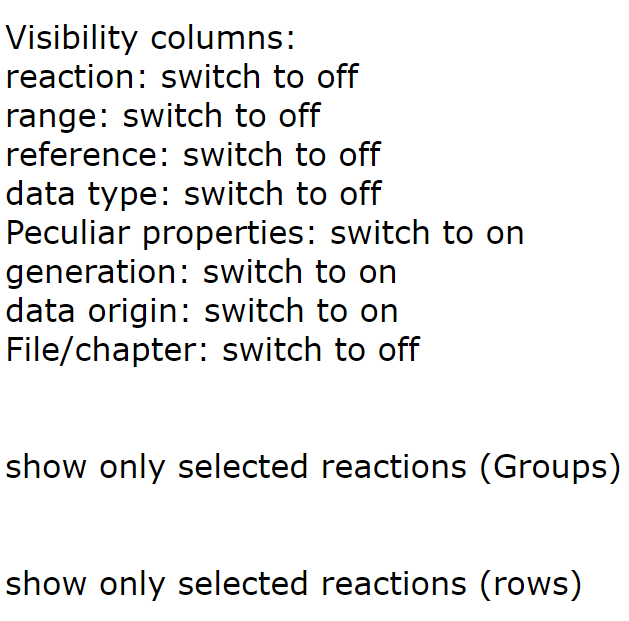 Visibility columns:
reaction: switch to off
range: switch to off
reference: switch to off
data type: switch to off
Peculiar properties: switch to on
generation: switch to on
data origin: switch to on
File/chapter: switch to off
show only selected reactions (Groups)
show only selected reactions (rows)